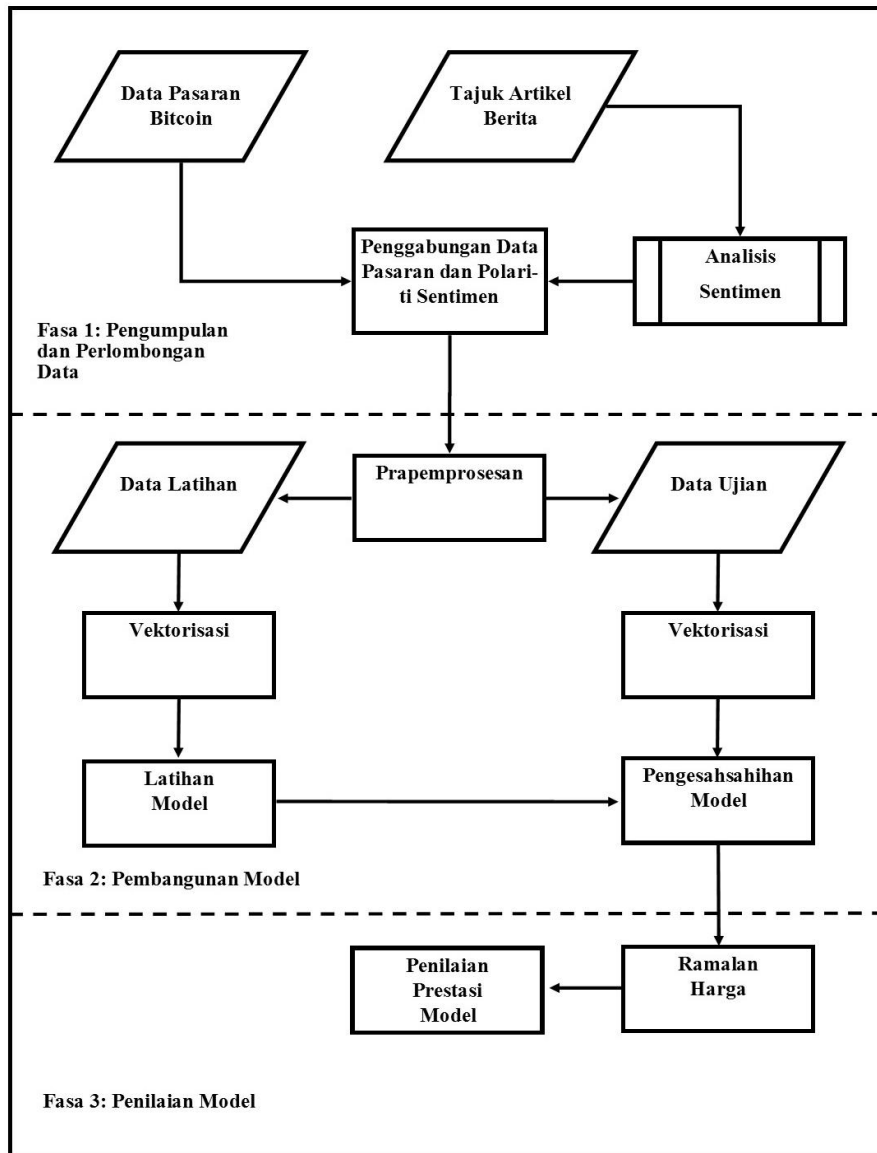 Data Pasaran
Bitcoin
Tajuk Artikel
Berita
Penggabungan Data
Pasaran dan Polari-
ti Sentimen
Analisis
Sentimen
Fasa 1: Pengumpulan
dan Perlombongan
Data
Data Latihan
Prapemprosesan
Data Ujian
Vektorisasi
Vektorisasi
Latihan
Model
Pengesahsahihan
Model
Fasa 2: Pembangunan Model
Penilaian
Prestasi
Model
Ramalan
Harga
Fasa 3: Penilaian Model